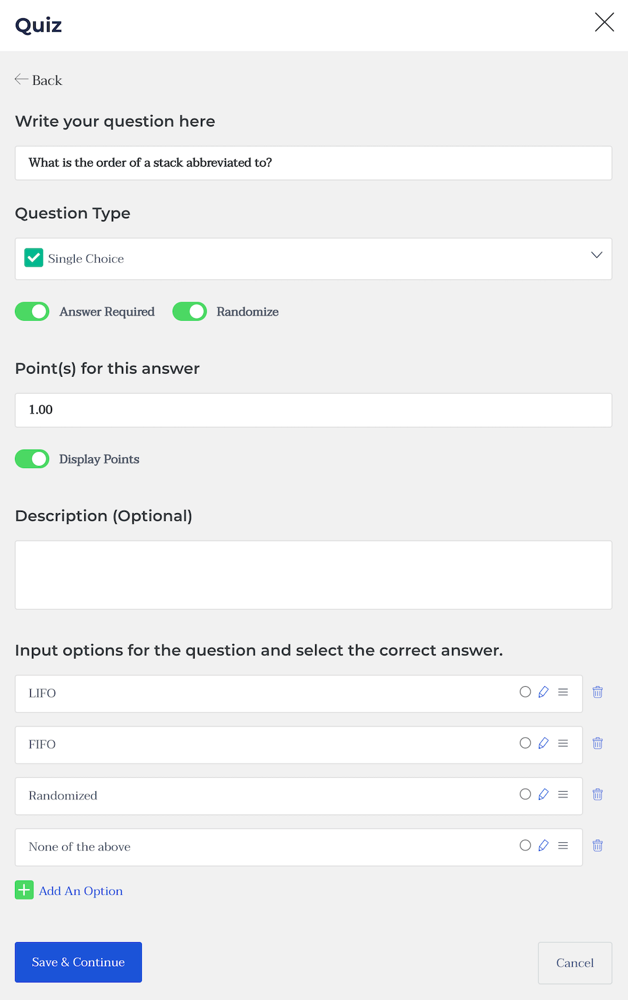 Quiz
Back
Write your question here
What is the order of a stack abbreviated to?
Question Type
Single Choice
Answer Required Randomize
Point(s) for this answer
1.00
Display Points
Description (Optional)
Input options for the question and select the correct answer.
LIFO
FIFO
Randomized
None of the above
Add An Option
Save & Continue Cancel